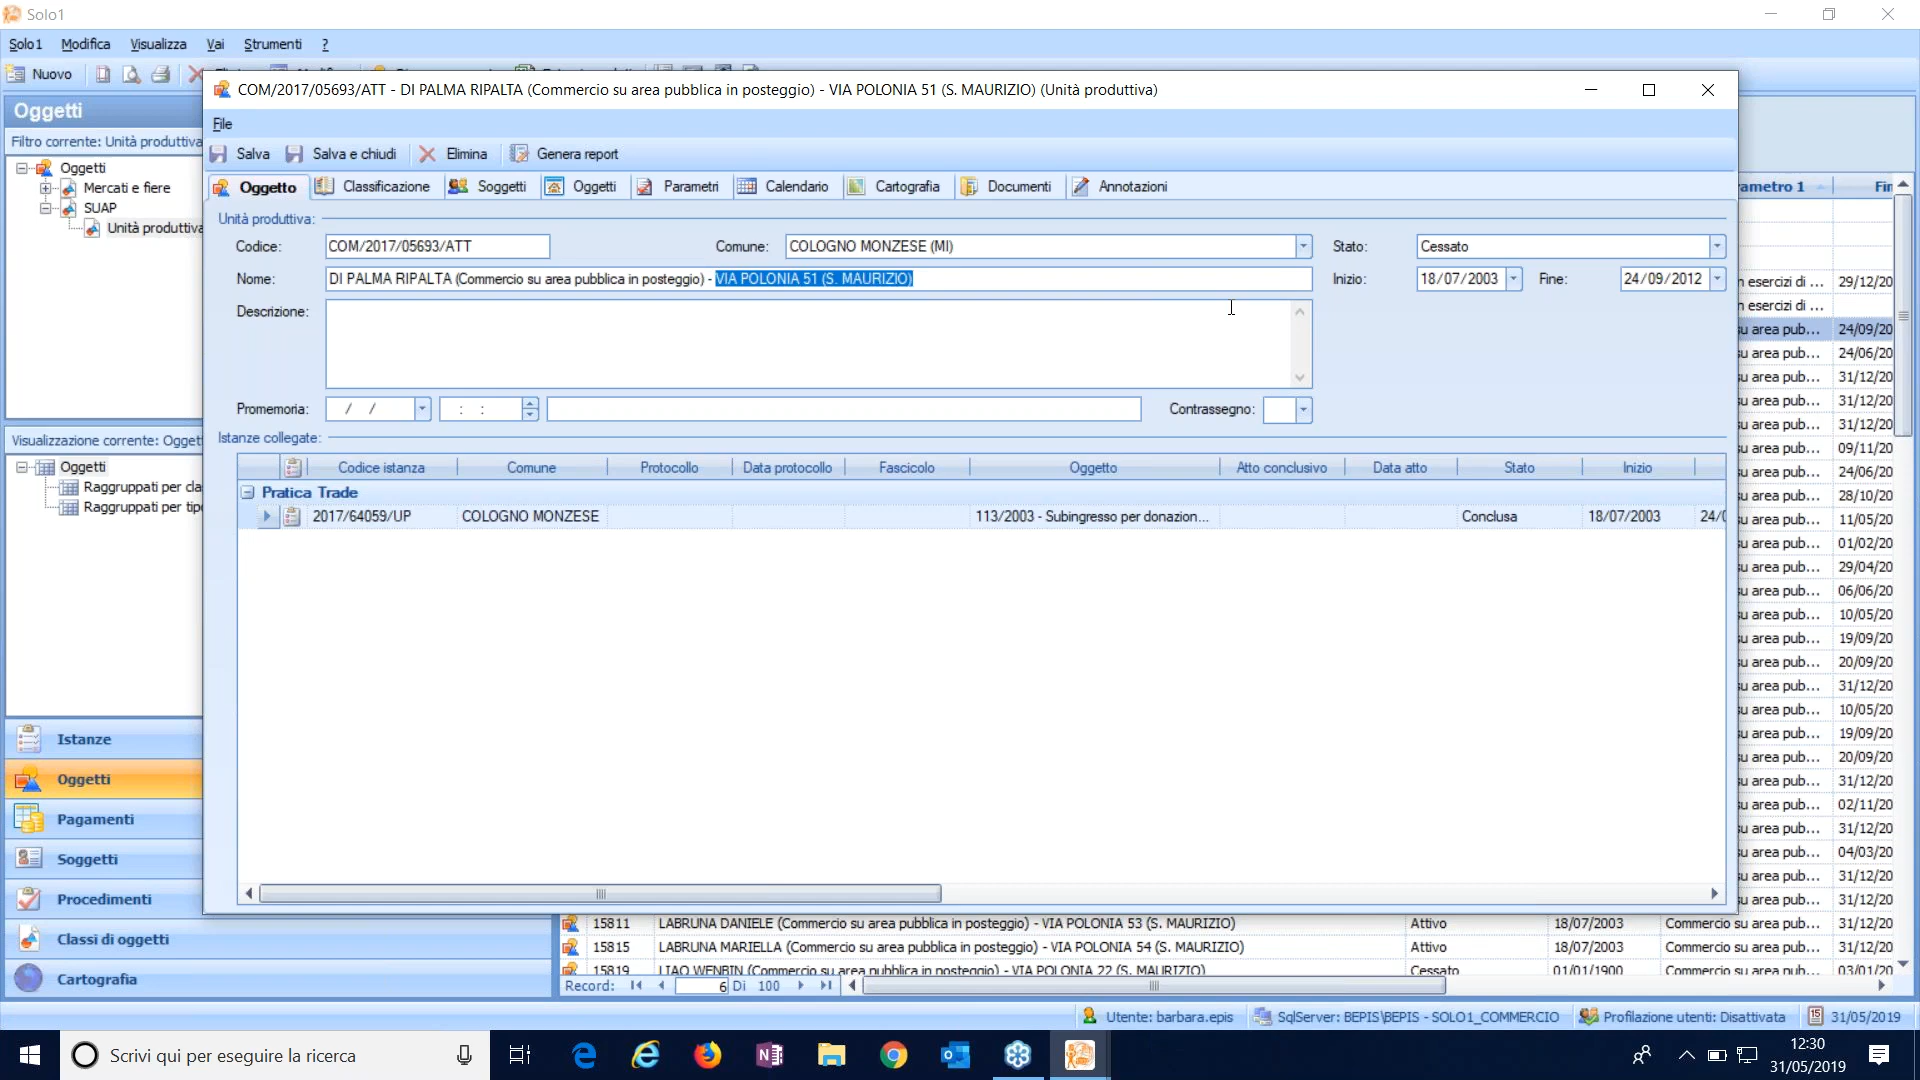 Solo1
Solo1 Modifica Visualizza Vai Strumenti ?
Nuovo
COM/2017/05693/ATT - DI PALMA RIPALTA (Commercio su area pubblica in posteggio) - VIA POLONIA 51 (S. MAURIZIO) (Unità produttiva)
File
Salva Salva e chiudi Elimina Genera report
Oggetto Classificazione Soggetti Oggetti Parametri Calendario Cartografia Documenti Annotazioni
Unità produttiva:
Codice: COM/2017/05693/ATT Comune: COLOGNO MONZESE (MI) Stato: Cessato
Nome: DI PALMA RIPALTA (Commercio su area pubblica in posteggio) - VIA POLONIA 51 (S. MAURIZIO) Inizio: 18/07/2003 Fine: 24/09/2012
Descrizione:
Promemoria: / / : : Contrassegno:
Istanze collegate:
Codice istanza Comune Protocollo Data protocollo Fascicolo Oggetto Atto conclusivo Data atto Stato Inizio
Pratica Trade
2017/64059/UP COLOGNO MONZESE 113/2003 - Subingresso per donazion... Conclusa 18/07/2003 24/0
Oggetti
Filtro corrente: Unità produttiva
Oggetti
Mercati e fiere
SUAP
Unità produttiva
Visualizzazione corrente: Ogget
Oggetti
Raggruppati per cla
Raggruppati per tip
Istanze
Oggetti
Pagamenti
Soggetti
Procedimenti
Classi di oggetti
Cartografia
ametro 1 Fin
n esercizi di ... 29/12/20
n esercizi di ...
u area pub... 24/09/20
u area pub... 24/06/20
u area pub... 31/12/20
u area pub... 31/12/20
u area pub... 31/12/20
u area pub... 09/11/20
u area pub... 24/06/20
u area pub... 28/10/20
u area pub... 11/05/20
u area pub... 01/02/20
u area pub... 29/04/20
u area pub... 06/06/20
u area pub... 10/05/20
u area pub... 19/09/20
u area pub... 20/09/20
u area pub... 31/12/20
u area pub... 10/05/20
u area pub... 19/09/20
u area pub... 20/09/20
u area pub... 31/12/20
u area pub... 02/11/20
u area pub... 31/12/20
u area pub... 04/03/20
u area pub... 31/12/20
u area pub... 31/12/20
15811 LABRUNA DANIELE (Commercio su area pubblica in posteggio) - VIA POLONIA 53 (S. MAURIZIO) Attivo 18/07/2003 Commercio su area pub... 31/12/20
15815 LABRUNA MARIELLA (Commercio su area pubblica in posteggio) - VIA POLONIA 54 (S. MAURIZIO) Attivo 18/07/2003 Commercio su area pub... 31/12/20
15819 LIAO WENBIN (Commercio su area pubblica in posteggio) - VIA POLONIA 22 (S. MAURIZIO) Cessato 01/01/1900 Commercio su area pub... 03/01/20
Record: 6 Di 100
Utente: barbara.epis SqlServer: BEPIS\BEPIS - SOLO1_COMMERCIO Profilazione utenti: Disattivata 15 31/05/2019
Scrivi qui per eseguire la ricerca
12:30
31/05/2019